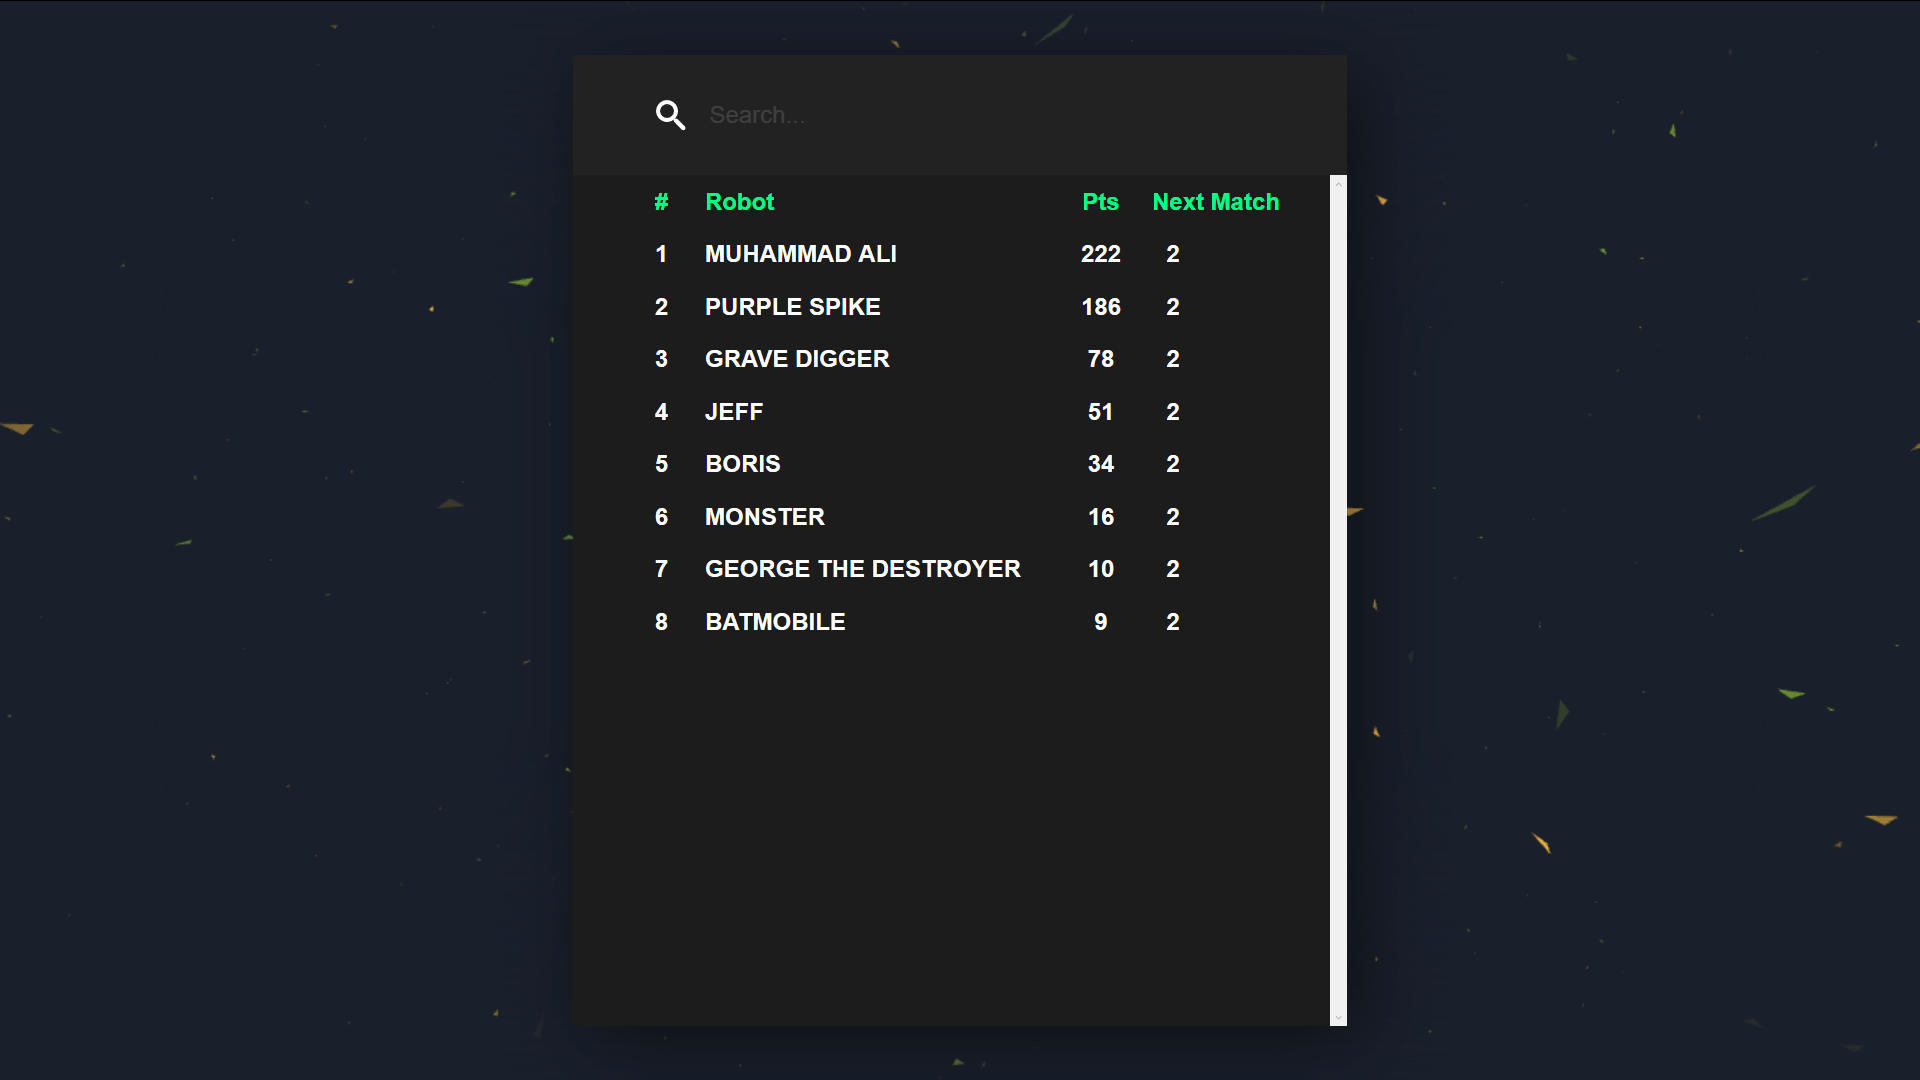 Search...
# Robot Pts Next Match
1 MUHAMMAD ALI 222 2
2 PURPLE SPIKE 186 2
3 GRAVE DIGGER 78 2
4 JEFF 51 2
5 BORIS 34 2
6 MONSTER 16 2
7 GEORGE THE DESTROYER 10 2
8 BATMOBILE 9 2